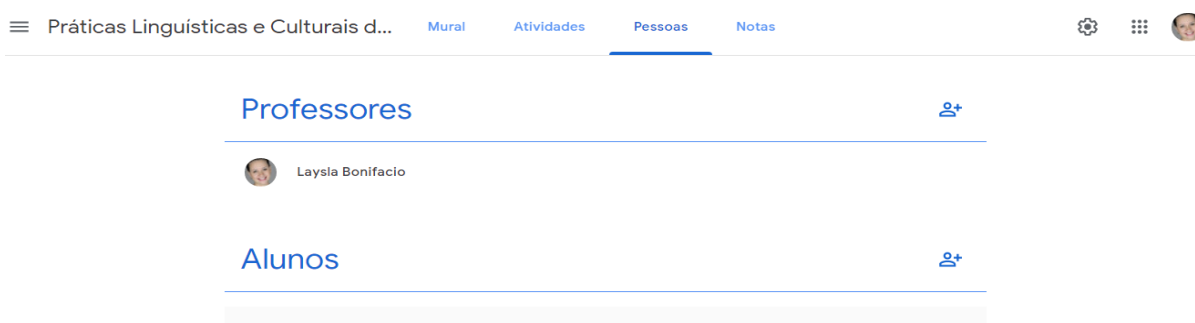 Práticas Linguísticas e Culturais d...
Mural
Atividades
Pessoas
Notas
Professores
Laysla Bonifacio
Alunos